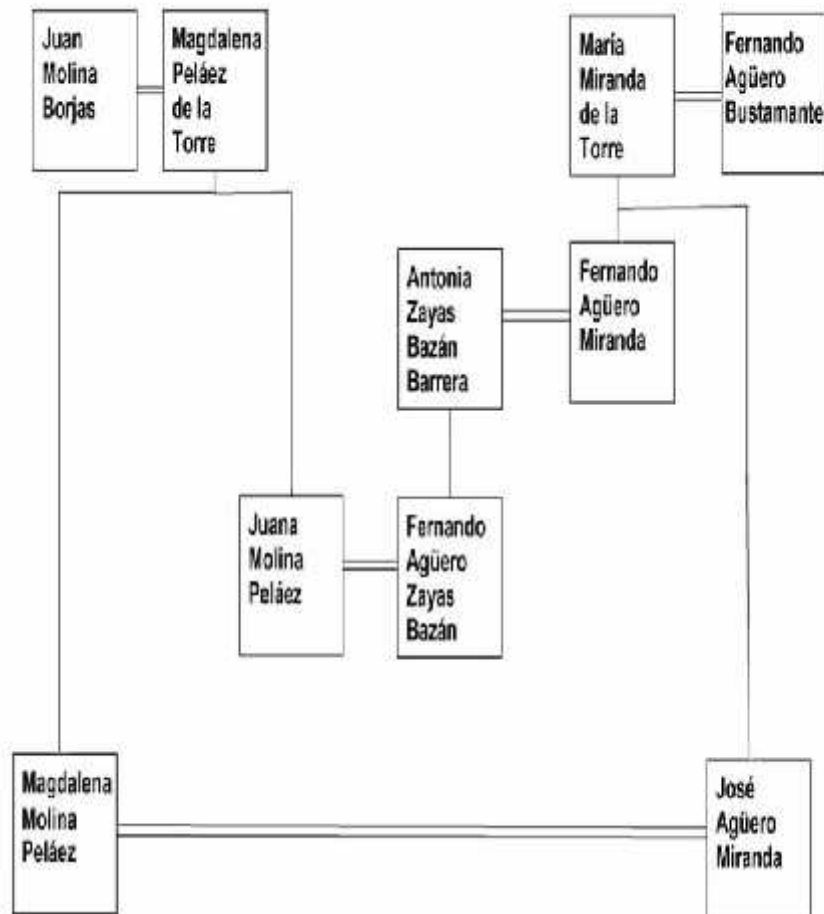 Juan
Molina
Borjas
Magdalena
Peláez
de la
Torre
María
Miranda
de la
Torre
Fernando
Agüero
Bustamante
Antonia
Zayas
Bazán
Barrera
Fernando
Agüero
Miranda
Juana
Molina
Peláez
Fernando
Agüero
Zayas
Bazán
Magdalena
Molina
Peláez
José
Agüero
Miranda